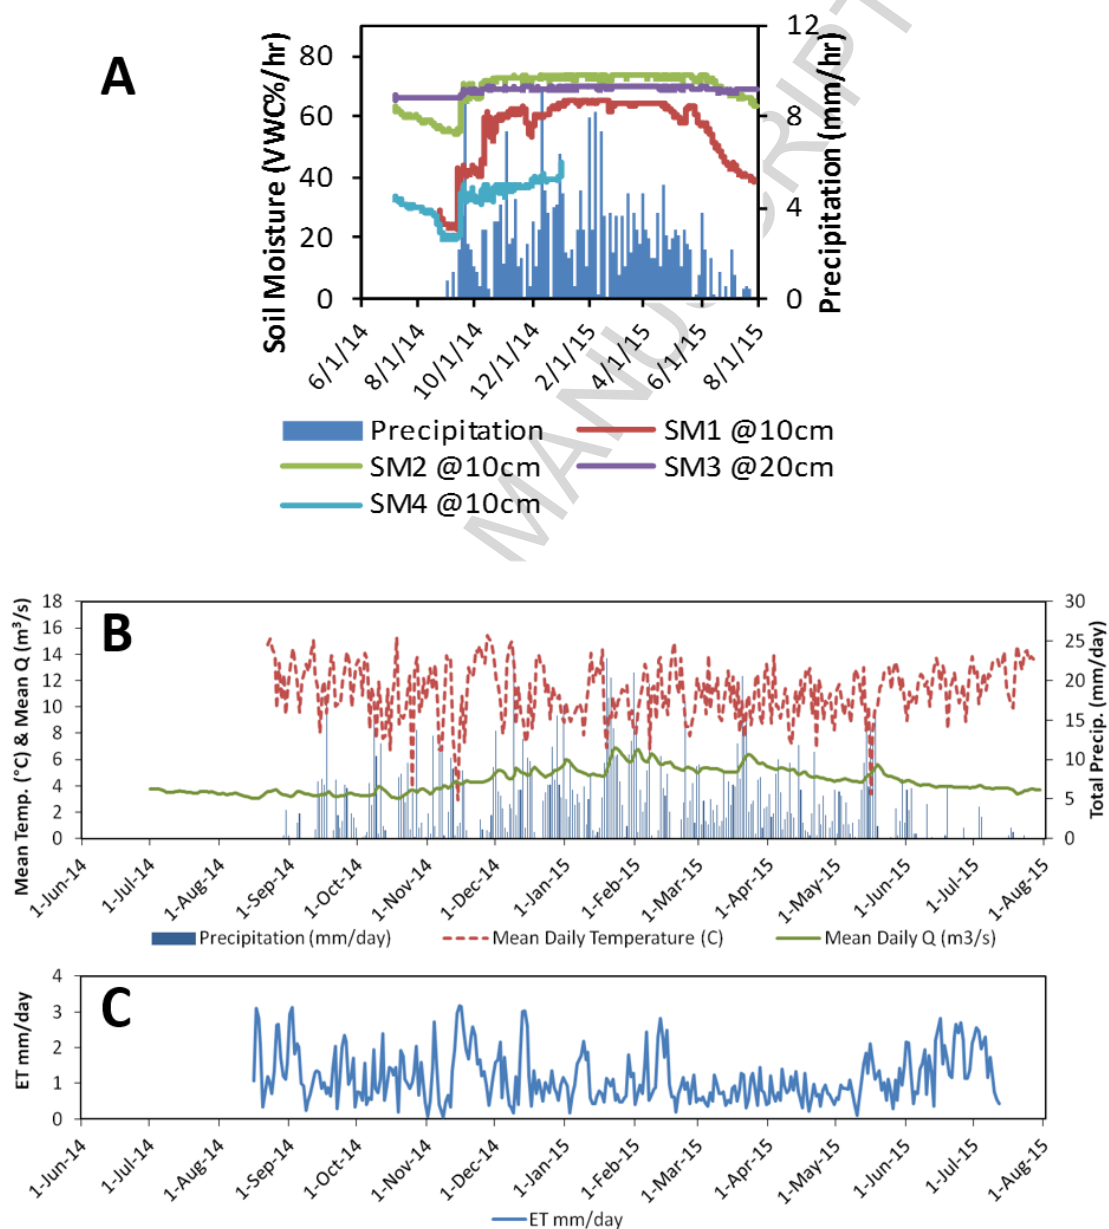 A
Soil Moisture (VWC%/hr)
80
60
40
20
0
12
8
4
0
Precipitation (mm/hr)
6/1/14
8/1/14
10/1/14
12/1/14
2/1/15
4/1/15
6/1/15
8/1/15
MANUSCRIPT
Precipitation
SM1 @10cm
SM2 @10cm
SM3 @20cm
SM4 @10cm
B
Mean Temp. (°C) & Mean Q (m³/s)
18
16
14
12
10
8
6
4
2
0
30
25
20
15
10
5
0
Total Precip. (mm/day)
1-Jun-14
1-Jul-14
1-Aug-14
1-Sep-14
1-Oct-14
1-Nov-14
1-Dec-14
1-Jan-15
1-Feb-15
1-Mar-15
1-Apr-15
1-May-15
1-Jun-15
1-Jul-15
1-Aug-15
Precipitation (mm/day)
Mean Daily Temperature (C)
Mean Daily Q (m3/s)
C
ET mm/day
4
3
2
1
0
1-Jun-14
1-Jul-14
1-Aug-14
1-Sep-14
1-Oct-14
1-Nov-14
1-Dec-14
1-Jan-15
1-Feb-15
1-Mar-15
1-Apr-15
1-May-15
1-Jun-15
1-Jul-15
1-Aug-15
ET mm/day